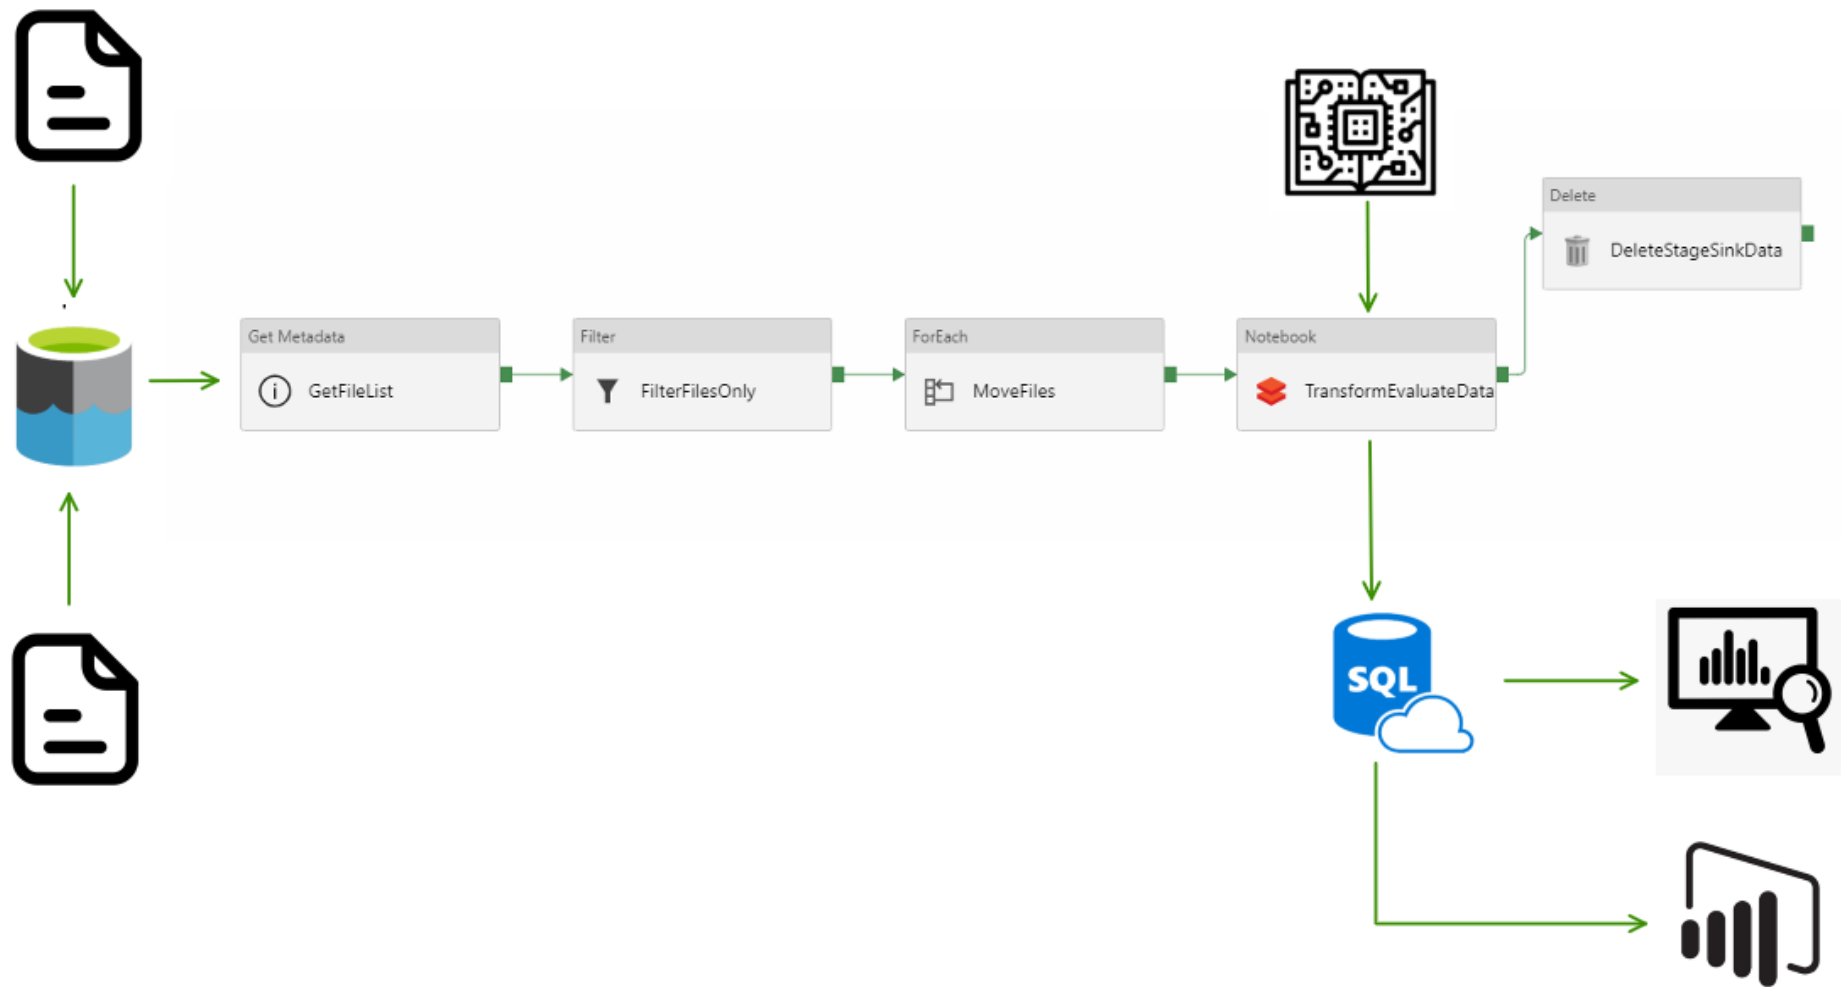 Delete
DeleteStageSinkData
Get Metadata
GetFileList
Filter
FilterFilesOnly
ForEach
MoveFiles
Notebook
TransformEvaluateData
SQL